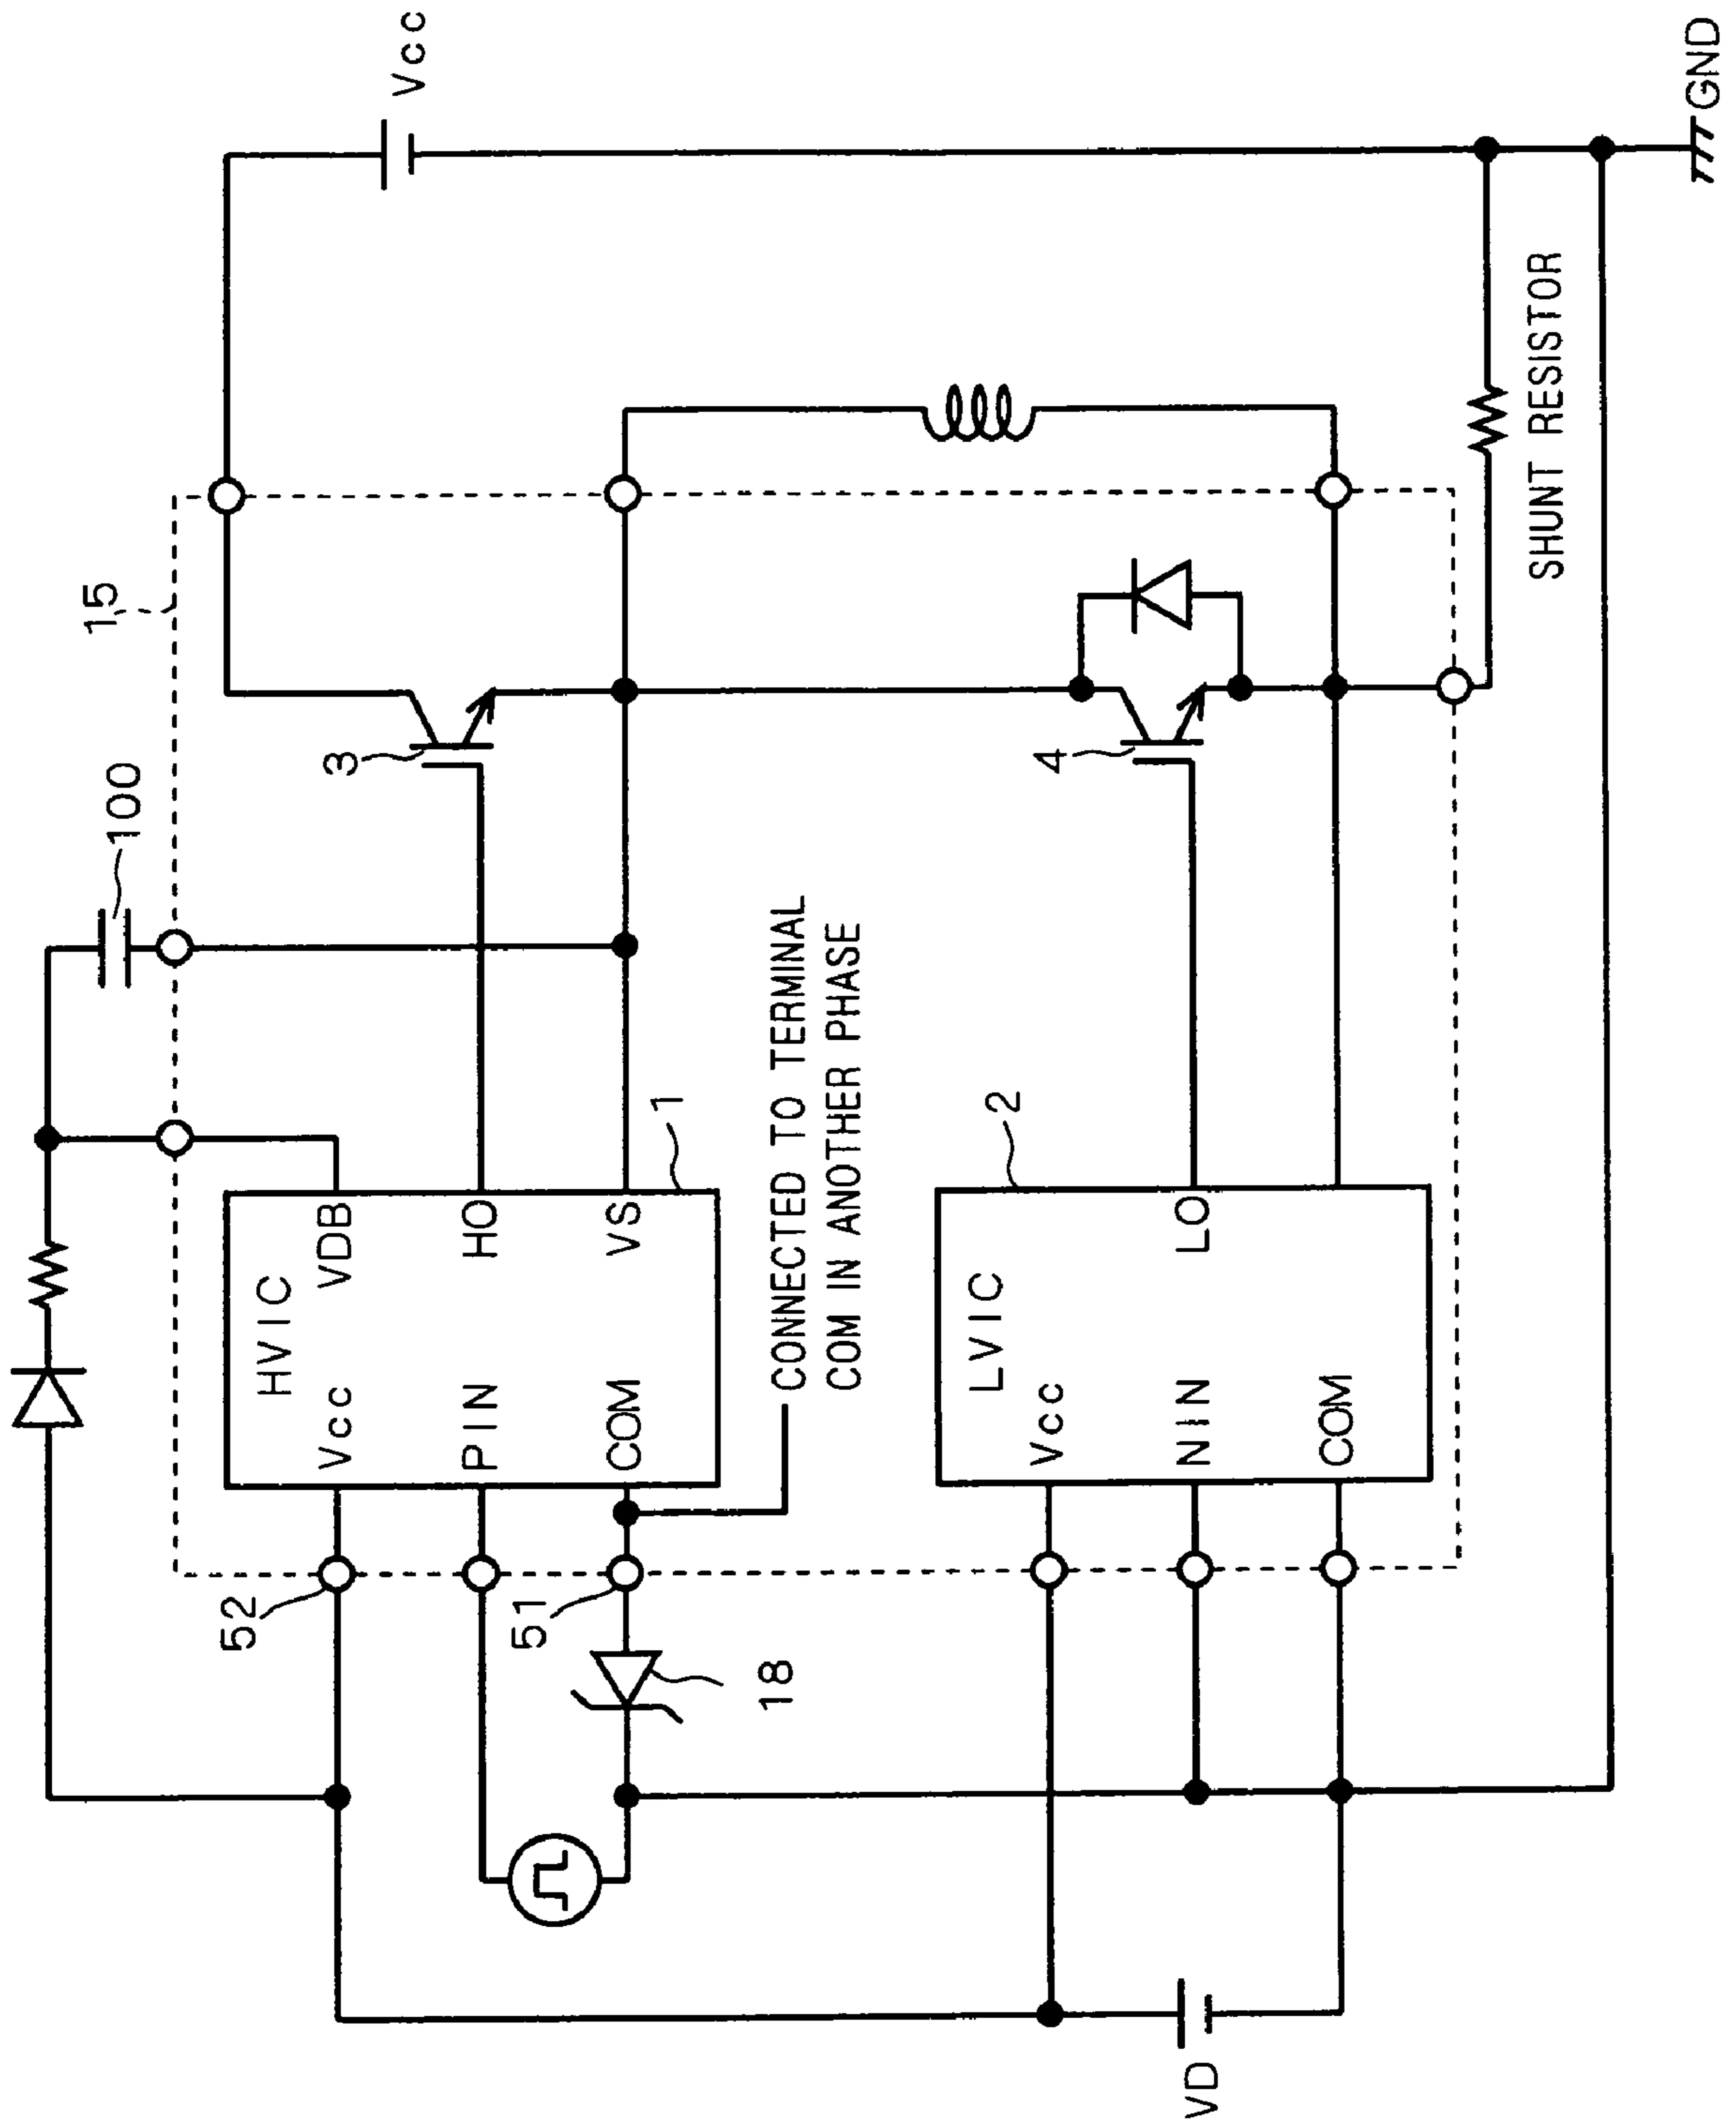 15
100
Vcc
3
HVIC
Vcc
VDB
PIN
HO
COM
VS
1
52
51
18
CONNECTED TO TERMINAL
COM IN ANOTHER PHASE
4
2
LVIC
Vcc
NIN
LO
COM
VD
SHUNT RESISTOR
GND